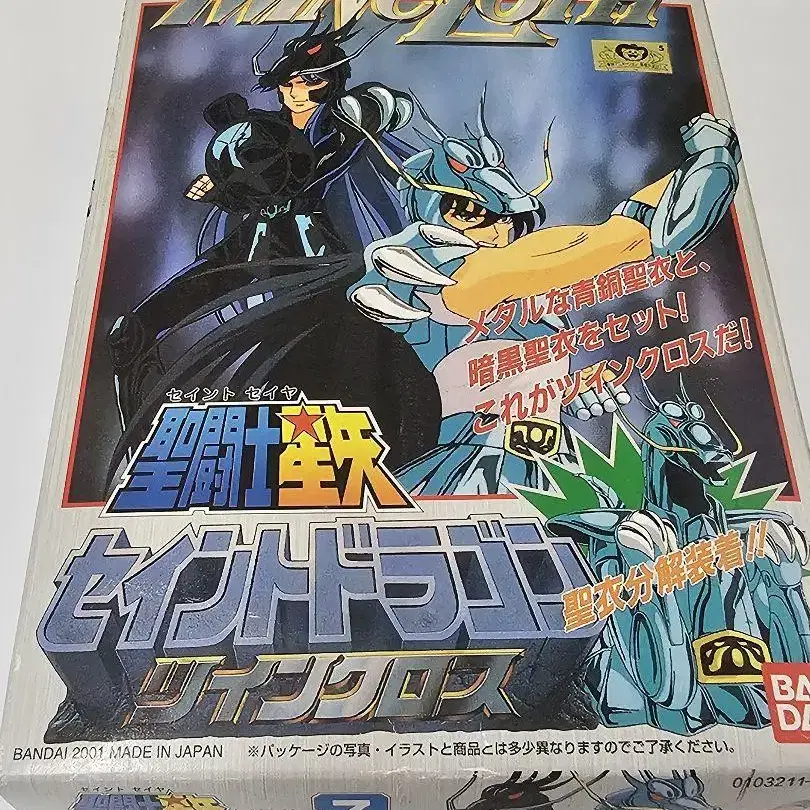 S
メタルな青銅聖衣と、
暗黒聖衣をセット!
これがツインクロスだ!
セイント セイヤ
聖闘士星矢
セイントドラゴン
ツインクロス
聖衣分解装着!!
BANDAI
BANDAI 2001 MADE IN JAPAN
※パッケージの写真・イラストと商品とは多少異なりますのでご了承ください。
0103211-
セイント セイヤ
聖闘士星矢